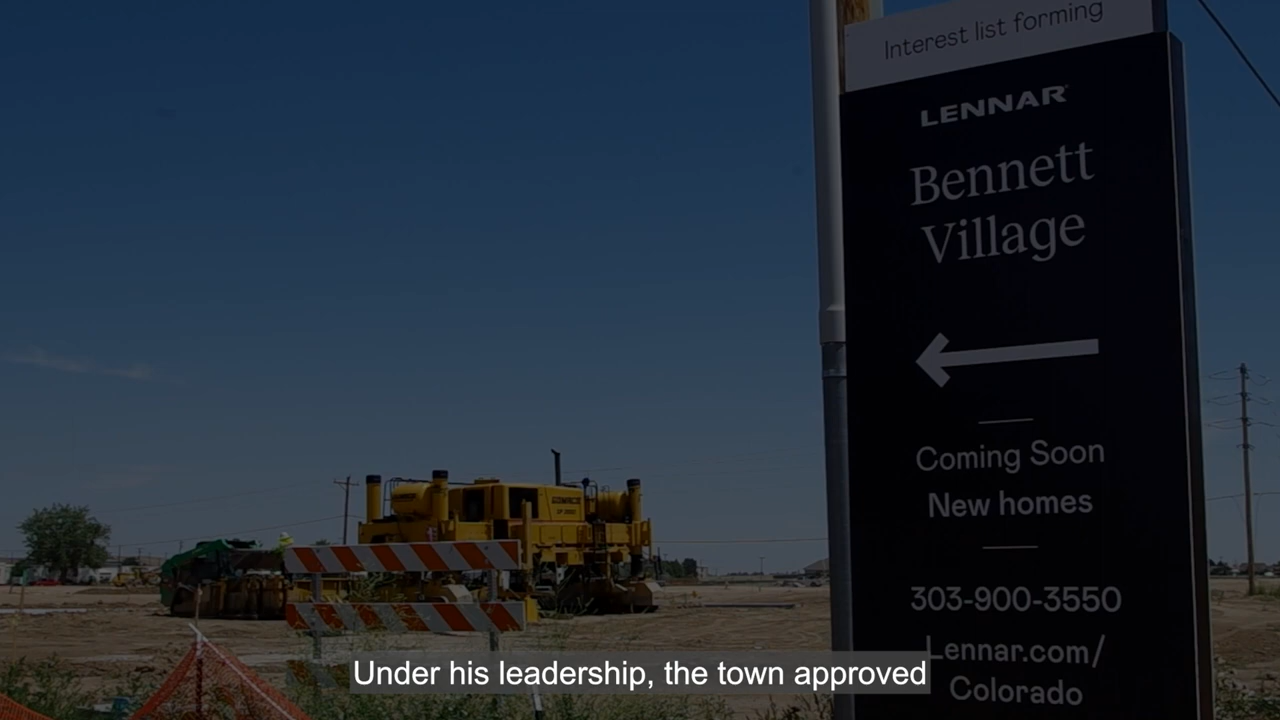 Interest list forming
LENNAR
Bennett
Village
Coming Soon
New homes
303-900-3550
Lennar.com/
Colorado
GOMACO
Under his leadership, the town approved